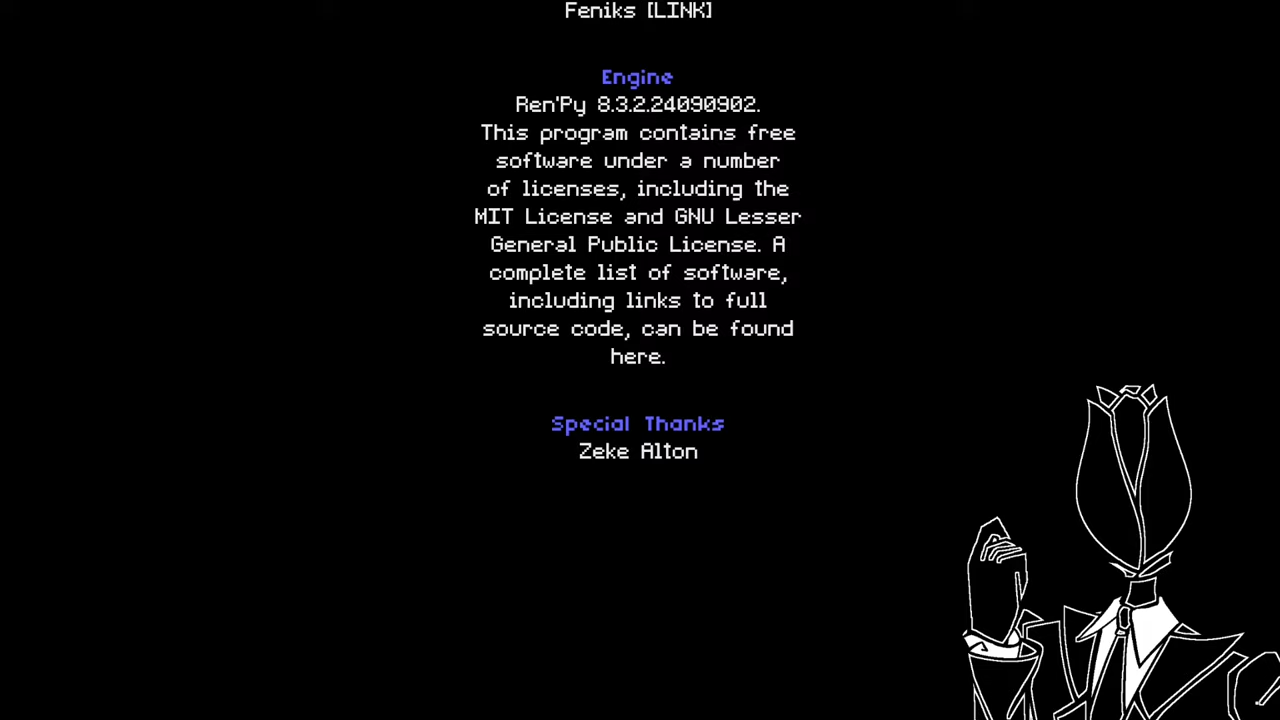 Feniks [LINK]
Engine
Ren'Py 8.3.2.24090902.
This program contains free
software under a number
of licenses, including the
MIT License and GNU Lesser
General Public License. A
complete list of software,
including links to full
source code, can be found
here.
Special Thanks
Zeke Alton